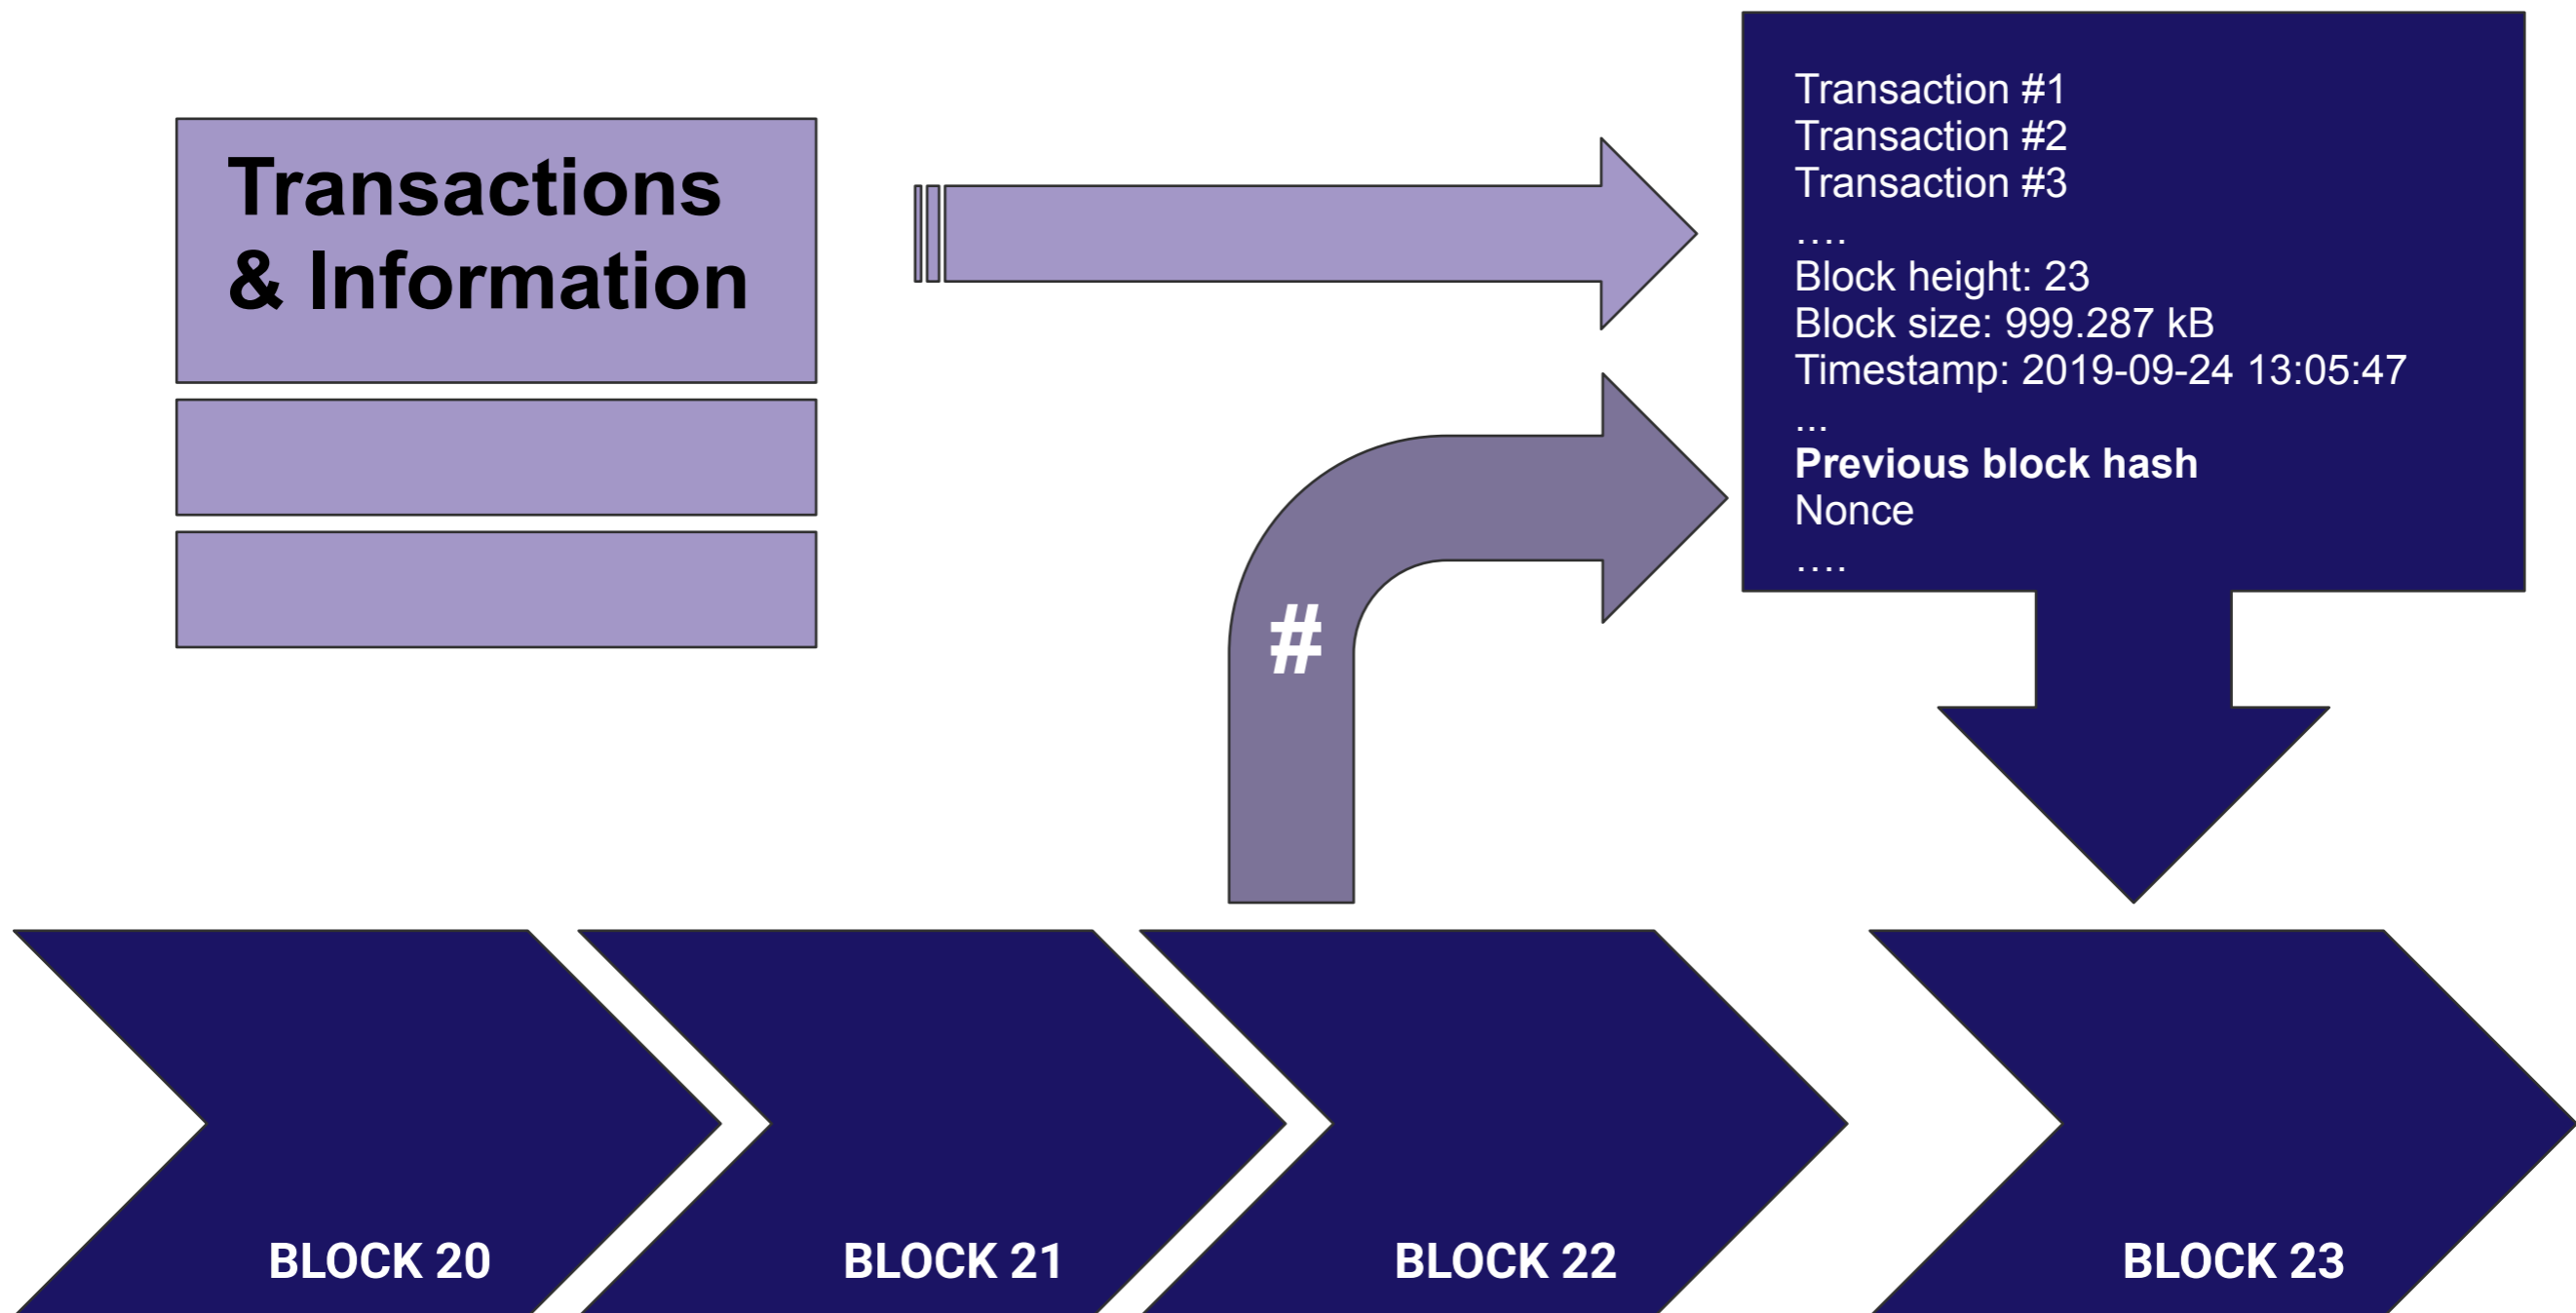 Transactions
& Information
Transaction #1
Transaction #2
Transaction #3
....
Block height: 23
Block size: 999.287 kB
Timestamp: 2019-09-24 13:05:47
...
Previous block hash
Nonce
....
#
BLOCK 20
BLOCK 21
BLOCK 22
BLOCK 23